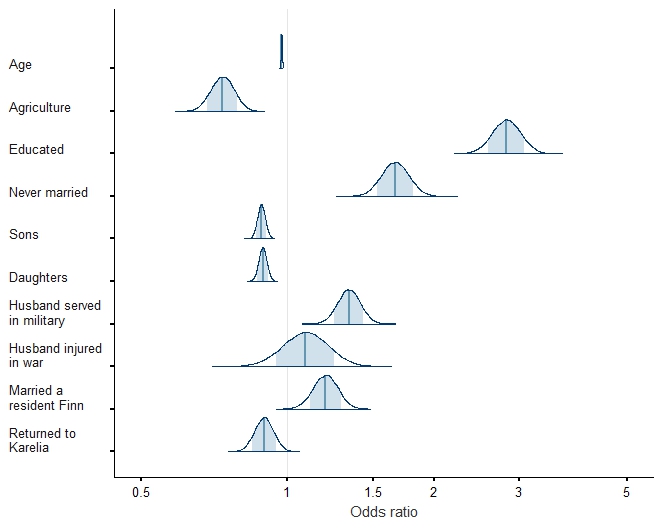 Age
Agriculture
Educated
Never married
Sons
Daughters
Husband served
in military
Husband injured
in war
Married a
resident Finn
Returned to
Karelia
0.5 1 1.5 2 3 5
Odds ratio